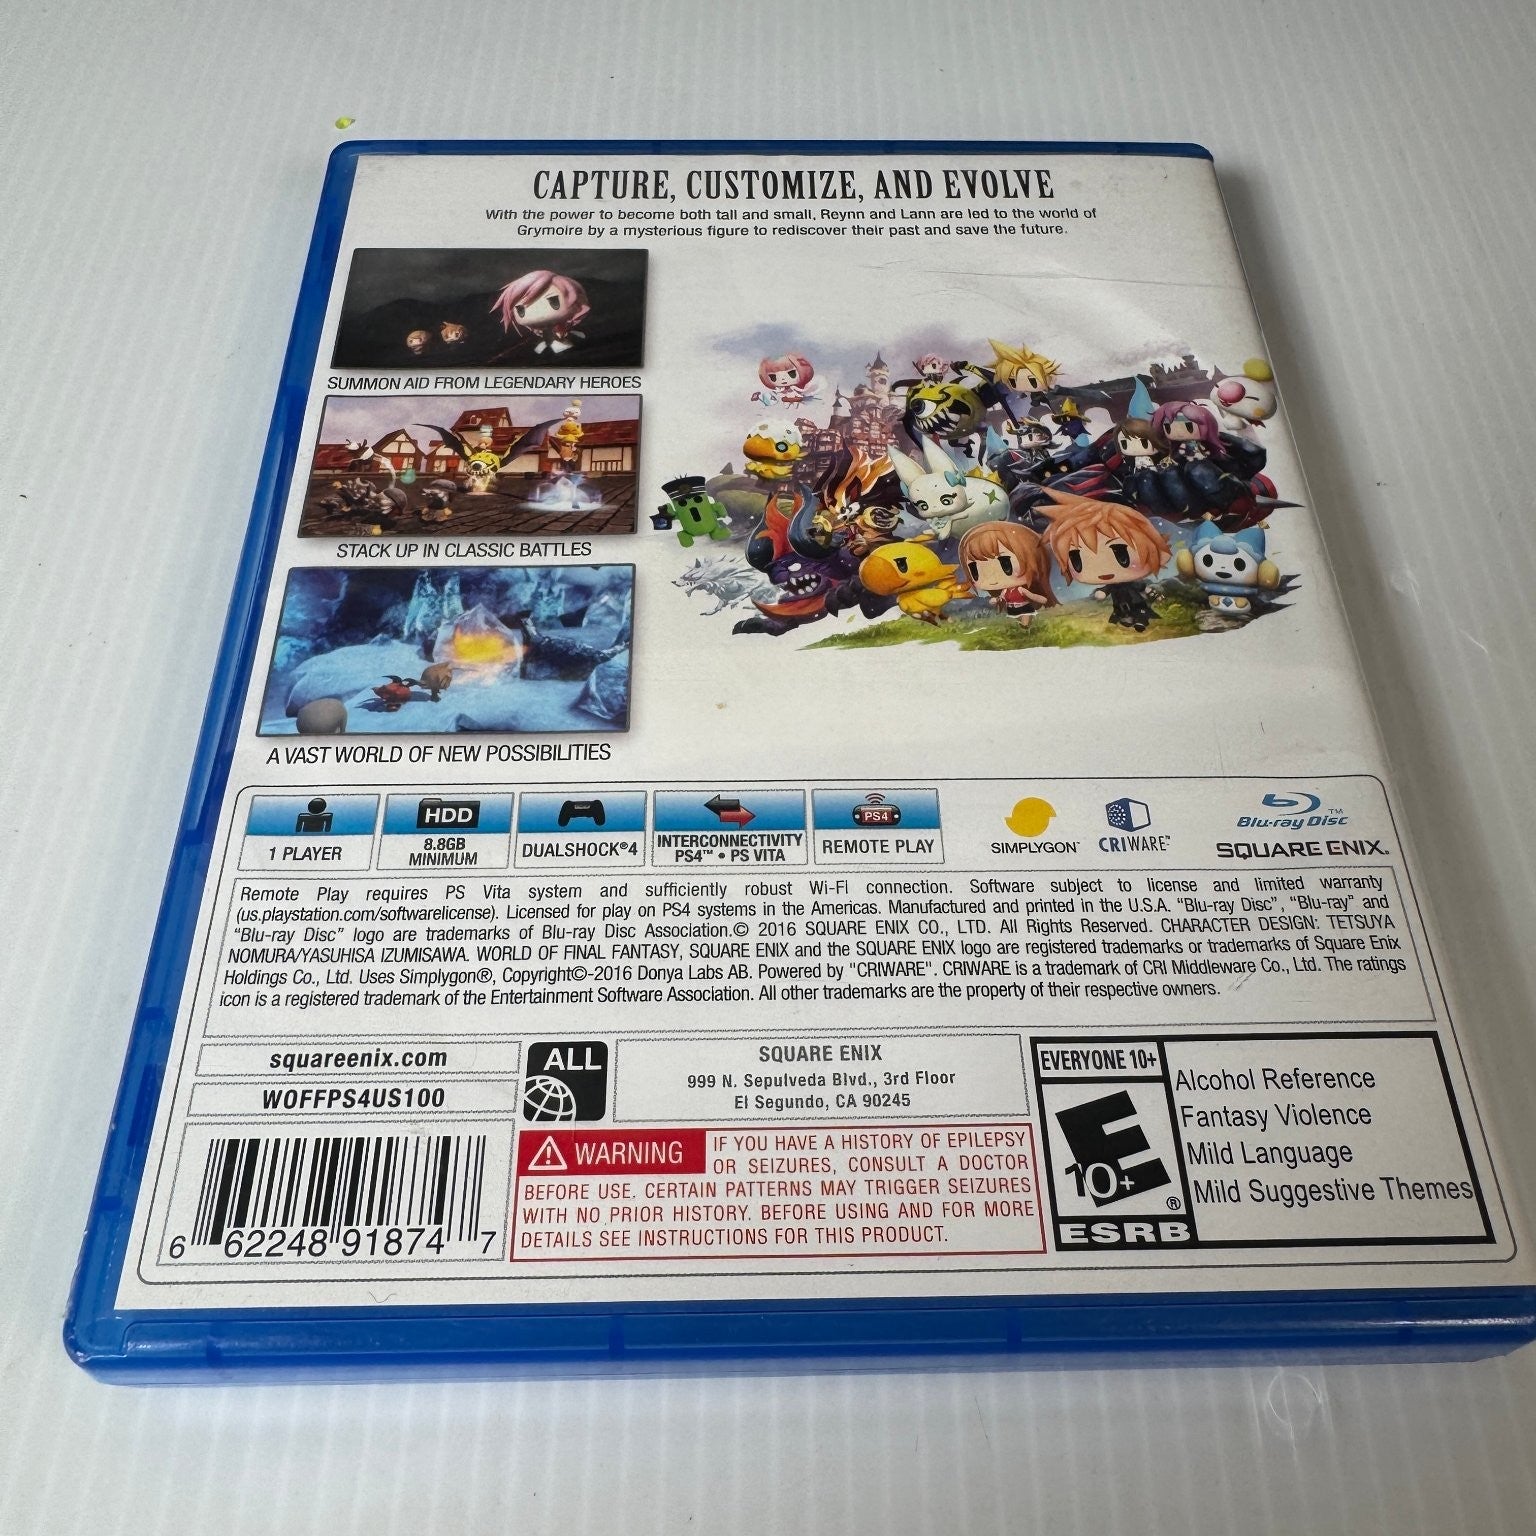 CAPTURE, CUSTOMIZE, AND EVOLVE
With the power to become both tall and small, Reynn and Lann are led to the world of
Grymoire by a mysterious figure to rediscover their past and save the future.
SUMMON AID FROM LEGENDARY HEROES
STACK UP IN CLASSIC BATTLES
A VAST WORLD OF NEW POSSIBILITIES
1 PLAYER
HDD
8.8GB
MINIMUM
DUALSHOCK®4
INTERCONNECTIVITY
PS4™ • PS VITA
PS4
REMOTE PLAY
SIMPLYGON™
CRIWARE™
Blu-ray Disc™
SQUARE ENIX.
Remote Play requires PS Vita system and sufficiently robust Wi-Fi connection. Software subject to license and limited warranty
(us.playstation.com/softwarelicense). Licensed for play on PS4 systems in the Americas. Manufactured and printed in the U.S.A. "Blu-ray Disc", "Blu-ray" and
"Blu-ray Disc" logo are trademarks of Blu-ray Disc Association.© 2016 SQUARE ENIX CO., LTD. All Rights Reserved. CHARACTER DESIGN: TETSUYA
NOMURA/YASUHISA IZUMISAWA. WORLD OF FINAL FANTASY, SQUARE ENIX and the SQUARE ENIX logo are registered trademarks or trademarks of Square Enix
Holdings Co., Ltd. Uses Simplygon®, Copyright©-2016 Donya Labs AB. Powered by "CRIWARE". CRIWARE is a trademark of CRI Middleware Co., Ltd. The ratings
icon is a registered trademark of the Entertainment Software Association. All other trademarks are the property of their respective owners.
squareenix.com
WOFFPS4US100
ALL
SQUARE ENIX
999 N. Sepulveda Blvd., 3rd Floor
El Segundo, CA 90245
WARNING IF YOU HAVE A HISTORY OF EPILEPSY
OR SEIZURES, CONSULT A DOCTOR
BEFORE USE. CERTAIN PATTERNS MAY TRIGGER SEIZURES
WITH NO PRIOR HISTORY. BEFORE USING AND FOR MORE
DETAILS SEE INSTRUCTIONS FOR THIS PRODUCT.
6 62248 91874 7
EVERYONE 10+
E
10+
®
ESRB
Alcohol Reference
Fantasy Violence
Mild Language
Mild Suggestive Themes